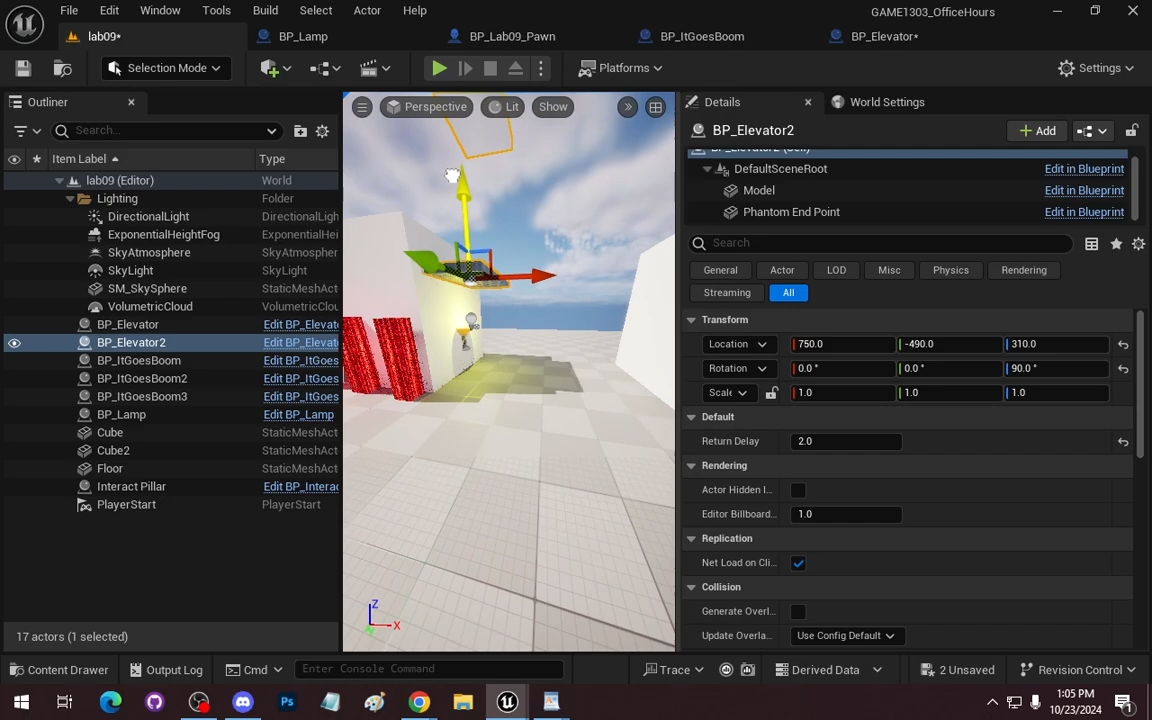 File Edit Window Tools Build Select Actor Help GAME1303_OfficeHours
lab09* BP_Lamp BP_Lab09_Pawn BP_ItGoesBoom BP_Elevator*
Selection Mode Platforms Settings
Outliner
Search...
Item Label Type
lab09 (Editor) World
Lighting Folder
DirectionalLight DirectionalLigh
ExponentialHeightFog ExponentialHei
SkyAtmosphere SkyAtmosphere
SkyLight SkyLight
SM_SkySphere StaticMeshAct
VolumetricCloud VolumetricClou
BP_Elevator Edit BP_Elevat
BP_Elevator2 Edit BP_Elevat
BP_ItGoesBoom Edit BP_ItGoes
BP_ItGoesBoom2 Edit BP_ItGoes
BP_ItGoesBoom3 Edit BP_ItGoes
BP_Lamp Edit BP_Lamp
Cube StaticMeshAct
Cube2 StaticMeshAct
Floor StaticMeshAct
Interact Pillar Edit BP_Interac
PlayerStart PlayerStart
17 actors (1 selected)
Perspective Lit Show
Z
X
Y
Details World Settings
BP_Elevator2 Add
BP_Elevator2 (Self)
DefaultSceneRoot Edit in Blueprint
Model Edit in Blueprint
Phantom End Point Edit in Blueprint
Search
General Actor LOD Misc Physics Rendering
Streaming All
Transform
Location 750.0 -490.0 310.0
Rotation 0.0 ° 0.0 ° 90.0 °
Scale 1.0 1.0 1.0
Default
Return Delay 2.0
Rendering
Actor Hidden I...
Editor Billboard... 1.0
Replication
Net Load on Cli...
Collision
Generate Overl...
Update Overla... Use Config Default
Content Drawer Output Log Cmd Enter Console Command Trace Derived Data 2 Unsaved Revision Control
Ps 1:05 PM
10/23/2024 1